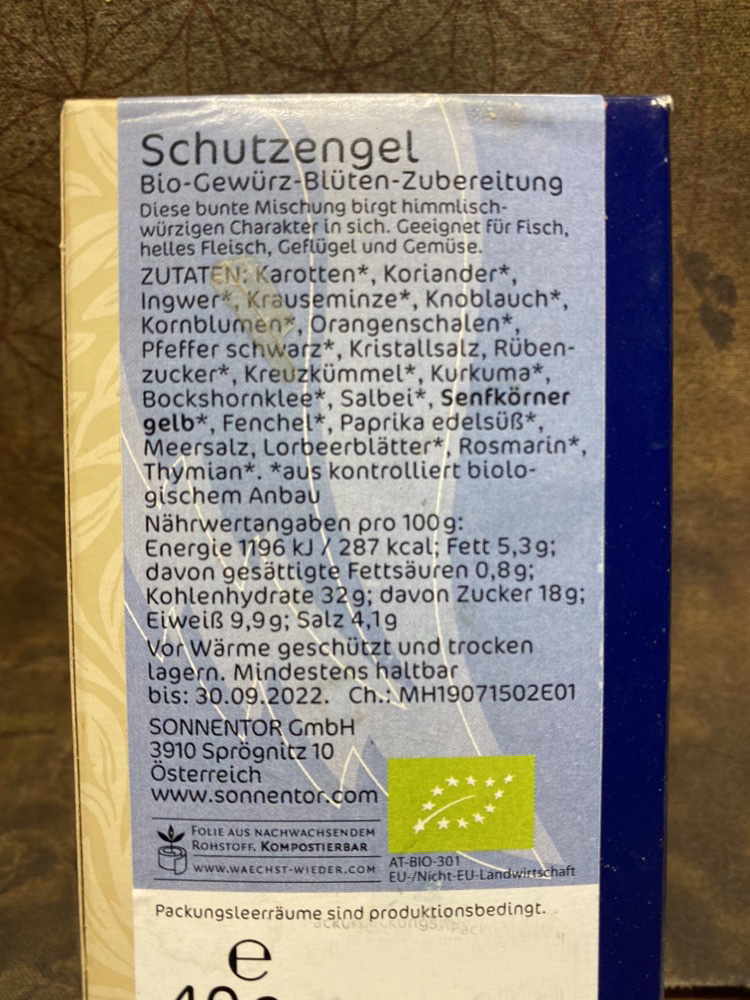 Schutzengel
Bio-Gewürz-Blüten-Zubereitung
Diese bunte Mischung birgt himmlisch-
würzigen Charakter in sich. Geeignet für Fisch,
helles Fleisch, Geflügel und Gemüse.
ZUTATEN: Karotten*, Koriander*,
Ingwer*, Krauseminze*, Knoblauch*,
Kornblumen*, Orangenschalen*,
Pfeffer schwarz*, Kristallsalz, Rüben-
zucker*, Kreuzkümmel*, Kurkuma*,
Bockshornklee*, Salbei*, Senfkörner
gelb*, Fenchel*, Paprika edelsüß*,
Meersalz, Lorbeerblätter*, Rosmarin*,
Thymian*. *aus kontrolliert biolo-
gischem Anbau
Nährwertangaben pro 100g:
Energie 1196 kJ / 287 kcal; Fett 5,3g;
davon gesättigte Fettsäuren 0,8g;
Kohlenhydrate 32g; davon Zucker 18g;
Eiweiß 9,9g; Salz 4,1g
Vor Wärme geschützt und trocken
lagern. Mindestens haltbar
bis: 30.09.2022. Ch.: MH19071502E01
SONNENTOR GmbH
3910 Sprögnitz 10
Österreich
www.sonnentor.com
FOLIE AUS NACHWACHSENDEM
ROHSTOFF, KOMPOSTIERBAR
WWW.WAECHST-WIEDER.COM
AT-BIO-301
EU-/Nicht-EU-Landwirtschaft
Packungsleerräume sind produktionsbedingt.
e